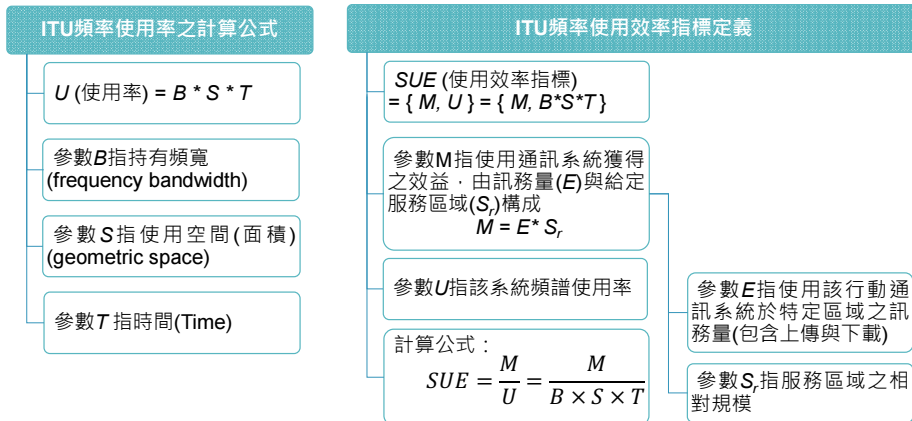 ITU頻率使用率之計算公式
U (使用率) = B * S * T
參數B指持有頻寬
(frequency bandwidth)
參數S指使用空間(面積)
(geometric space)
參數T 指時間(Time)
ITU頻率使用效率指標定義
SUE (使用效率指標)
= { M, U } = { M, B*S*T }
參數M指使用通訊系統獲得
之效益，由訊務量(E)與給定
服務區域(Sr)構成
M = E* Sr
參數U指該系統頻譜使用率
計算公式：
SUE = M/U = M/(B × S × T)
參數E指使用該行動通
訊系統於特定區域之訊
務量(包含上傳與下載)
參數Sr指服務區域之相
對規模